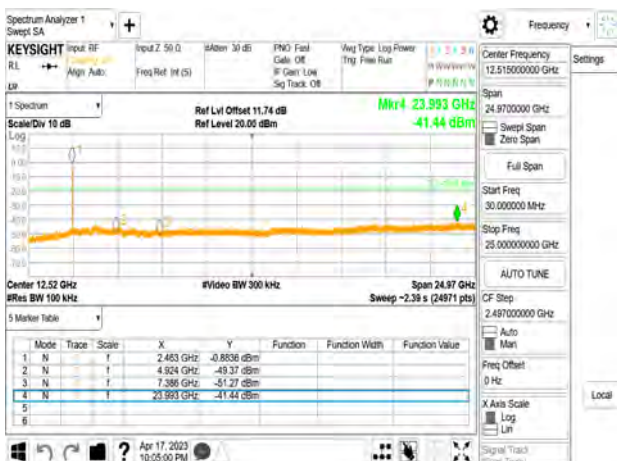 Spectrum Analyzer 1
Swept SA
+
Frequency
KEYSIGHT
Input: RF
Input Z: 50 Ω
#Atten: 30 dB
PNO: Fast
Avg Type: Log-Power
RL
Align: Auto
Freq Ref: Int (S)
Gate: Off
Trig: Free Run
IF Gain: Low
Sig Track: Off
1 Spectrum
Scale/Div 10 dB
Ref Lvl Offset 11.74 dB
Ref Level 20.00 dBm
Mkr4 23.993 GHz
-41.44 dBm
Log
Center 12.52 GHz
#Res BW 100 kHz
#Video BW 300 kHz
Span 24.97 GHz
Sweep ~2.39 s (24971 pts)
5 Marker Table
Mode Trace Scale X Y Function Function Width Function Value
1 N f 2.463 GHz -0.8836 dBm
2 N f 4.924 GHz -49.37 dBm
3 N f 7.386 GHz -51.27 dBm
4 N f 23.993 GHz -41.44 dBm
5
6
Apr 17, 2023
10:05:00 PM
Center Frequency
12.515000000 GHz
Settings
Span
24.9700000 GHz
Swept Span
Zero Span
Full Span
Start Freq
30.000000 MHz
Stop Freq
25.000000000 GHz
AUTO TUNE
CF Step
2.497000000 GHz
Auto
Man
Freq Offset
0 Hz
X Axis Scale
Log
Lin
Local
Signal Track